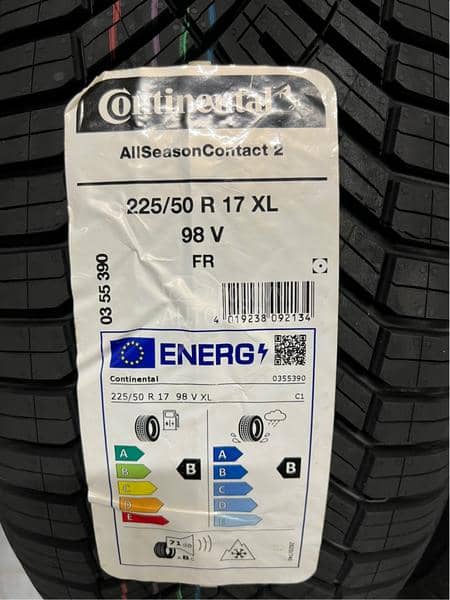 Continental
AllSeasonContact 2
225/50 R 17 XL
98 V
FR
03 55 390
4 019238 092134
ENERG
Continental 0355390
225/50 R 17 98 V XL C1
A A
B B B B
C C
D D
E E
71 dB
A B C